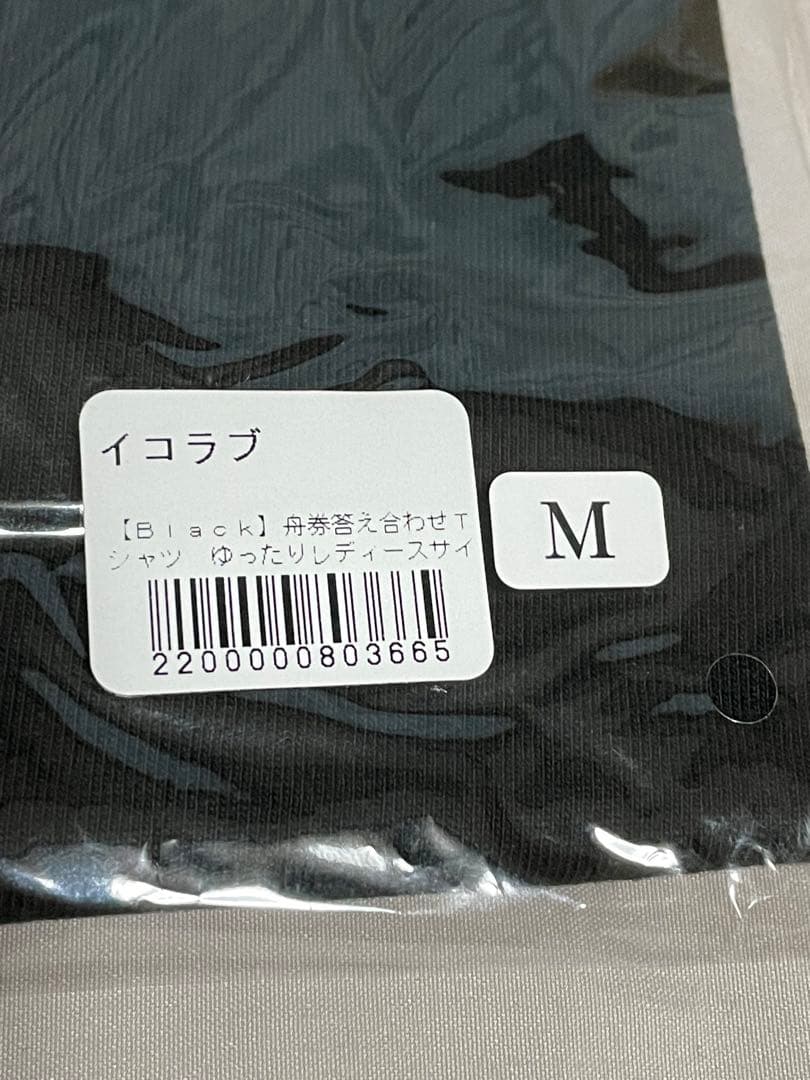 イコラブ
【Black】舟券答え合わせT
シャツ　ゆったりレディースサイ
M
2200000803665